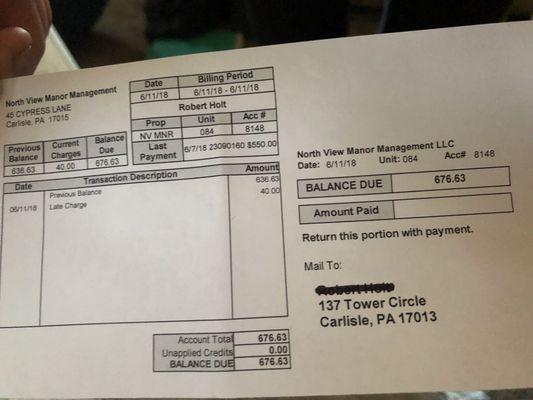 North View Manor Management
45 CYPRESS LANE
Carlisle, PA 17015
Date Billing Period
6/11/18 6/11/18 - 6/11/18
Robert Holt
Prop Unit Acc #
NV MNR 084 8148
Last Payment 6/7/18 23090160 $550.00
Previous Balance Current Charges Balance Due
636.63 40.00 676.63
Date Transaction Description Amount
Previous Balance 636.63
06/11/18 Late Charge 40.00
Account Total 676.63
Unapplied Credits 0.00
BALANCE DUE 676.63
North View Manor Management LLC
Date: 6/11/18 Unit: 084 Acc# 8148
BALANCE DUE 676.63
Amount Paid
Return this portion with payment.
Mail To:
137 Tower Circle
Carlisle, PA 17013